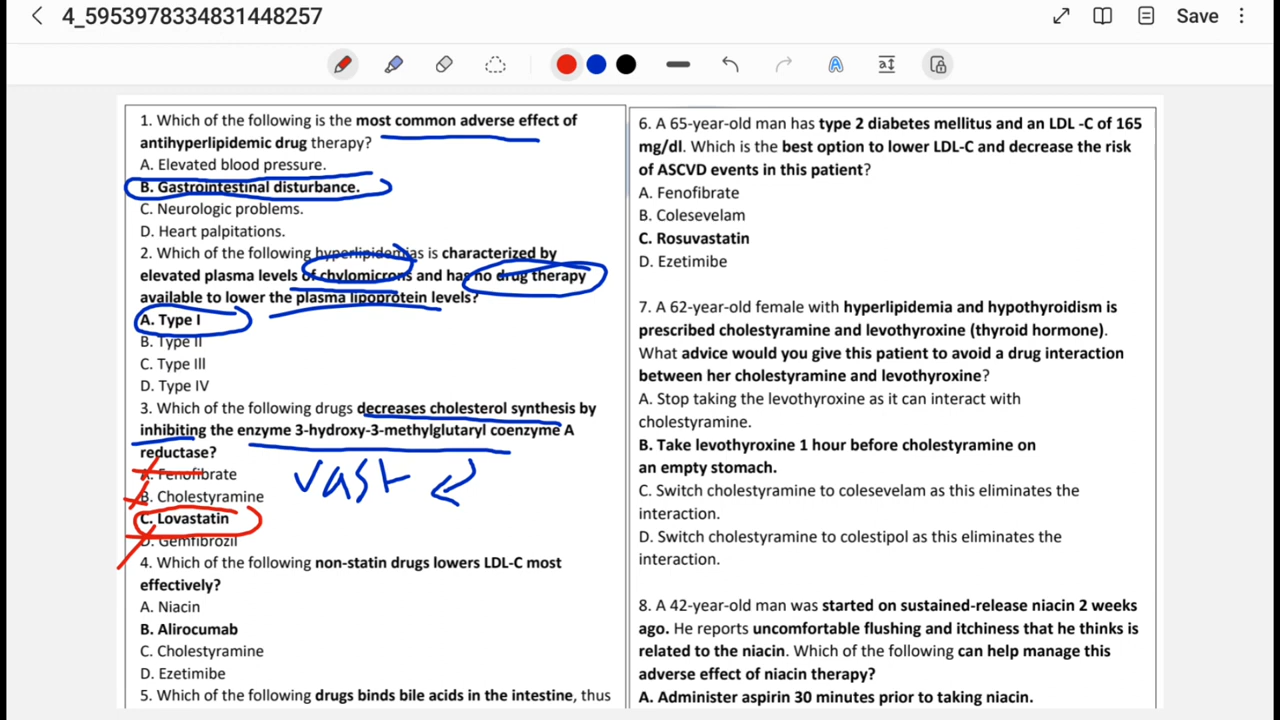 4_5953978334831448257
Save
1. Which of the following is the most common adverse effect of
antihyperlipidemic drug therapy?
A. Elevated blood pressure.
B. Gastrointestinal disturbance.
C. Neurologic problems.
D. Heart palpitations.
2. Which of the following hyperlipidemias is characterized by
elevated plasma levels of chylomicrons and has no drug therapy
available to lower the plasma lipoprotein levels?
A. Type I
B. Type II
C. Type III
D. Type IV
3. Which of the following drugs decreases cholesterol synthesis by
inhibiting the enzyme 3-hydroxy-3-methylglutaryl coenzyme A
reductase?
A. Fenofibrate
B. Cholestyramine
C. Lovastatin
D. Gemfibrozil
vast
4. Which of the following non-statin drugs lowers LDL-C most
effectively?
A. Niacin
B. Alirocumab
C. Cholestyramine
D. Ezetimibe
5. Which of the following drugs binds bile acids in the intestine, thus
6. A 65-year-old man has type 2 diabetes mellitus and an LDL -C of 165
mg/dl. Which is the best option to lower LDL-C and decrease the risk
of ASCVD events in this patient?
A. Fenofibrate
B. Colesevelam
C. Rosuvastatin
D. Ezetimibe
7. A 62-year-old female with hyperlipidemia and hypothyroidism is
prescribed cholestyramine and levothyroxine (thyroid hormone).
What advice would you give this patient to avoid a drug interaction
between her cholestyramine and levothyroxine?
A. Stop taking the levothyroxine as it can interact with
cholestyramine.
B. Take levothyroxine 1 hour before cholestyramine on
an empty stomach.
C. Switch cholestyramine to colesevelam as this eliminates the
interaction.
D. Switch cholestyramine to colestipol as this eliminates the
interaction.
8. A 42-year-old man was started on sustained-release niacin 2 weeks
ago. He reports uncomfortable flushing and itchiness that he thinks is
related to the niacin. Which of the following can help manage this
adverse effect of niacin therapy?
A. Administer aspirin 30 minutes prior to taking niacin.